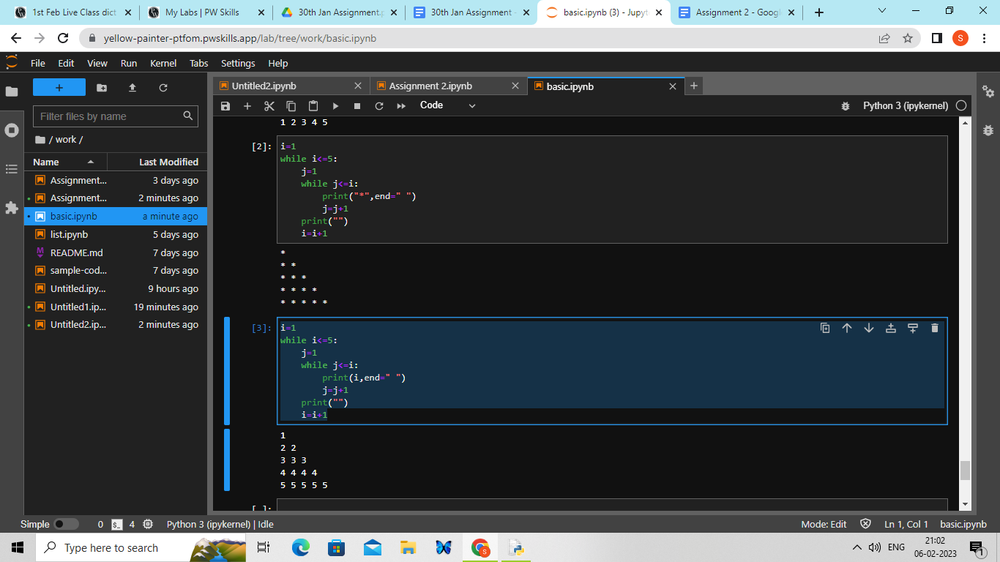 1st Feb Live Class dict
My Labs | PW Skills
30th Jan Assignment.p
30th Jan Assignment -
basic.ipynb (3) - Jupyt
Assignment 2 - Googl
yellow-painter-ptfom.pwskills.app/lab/tree/work/basic.ipynb
S
File Edit View Run Kernel Tabs Settings Help
Untitled2.ipynb
Assignment 2.ipynb
basic.ipynb
Code
Python 3 (ipykernel)
Filter files by name
/ work /
Name Last Modified
Assignment... 3 days ago
Assignment... 2 minutes ago
basic.ipynb a minute ago
list.ipynb 5 days ago
README.md 7 days ago
sample-cod... 7 days ago
Untitled.ipy... 9 hours ago
Untitled1.ip... 19 minutes ago
Untitled2.ip... 2 minutes ago
1 2 3 4 5
[2]: i=1
while i<=5:
    j=1
    while j<=i:
        print("*",end=" ")
        j=j+1
    print("")
    i=i+1
*
* *
* * *
* * * *
* * * * *
[3]: i=1
while i<=5:
    j=1
    while j<=i:
        print(i,end=" ")
        j=j+1
    print("")
    i=i+1
1
2 2
3 3 3
4 4 4 4
5 5 5 5 5
[ ]:
Simple 0 4 Python 3 (ipykernel) | Idle
Mode: Edit Ln 1, Col 1 basic.ipynb
Type here to search
ENG
21:02
06-02-2023
1